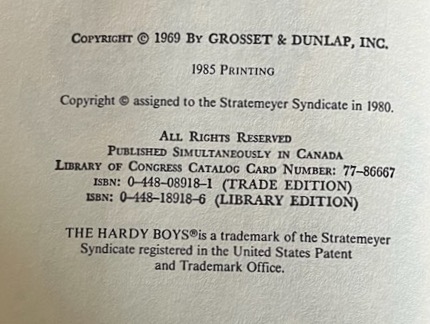 COPYRIGHT © 1969 BY GROSSET & DUNLAP, INC.
1985 PRINTING
Copyright © assigned to the Stratemeyer Syndicate in 1980.
ALL RIGHTS RESERVED
PUBLISHED SIMULTANEOUSLY IN CANADA
LIBRARY OF CONGRESS CATALOG CARD NUMBER: 77-86667
ISBN: 0-448-08918-1 (TRADE EDITION)
ISBN: 0-448-18918-6 (LIBRARY EDITION)
THE HARDY BOYS® is a trademark of the Stratemeyer
Syndicate registered in the United States Patent
and Trademark Office.